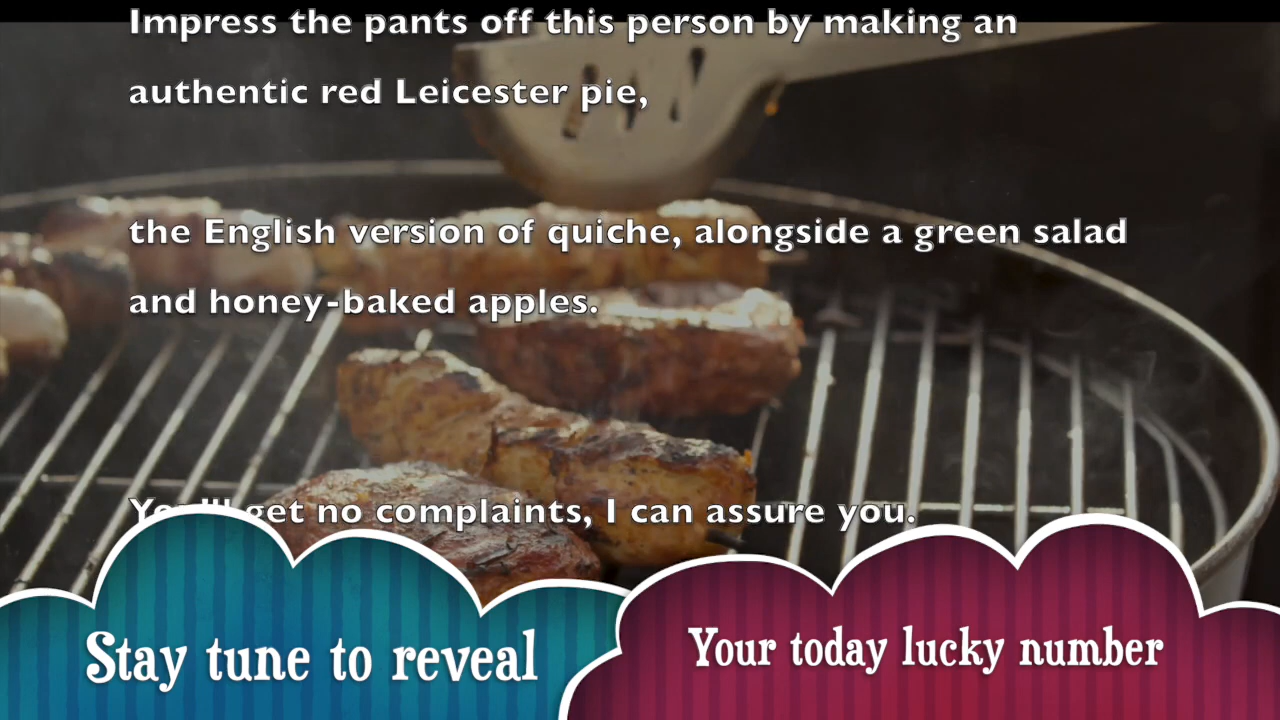 Impress the pants off this person by making an
authentic red Leicester pie,
the English version of quiche, alongside a green salad
and honey-baked apples.
You'll get no complaints, I can assure you.
Stay tune to reveal
Your today lucky number